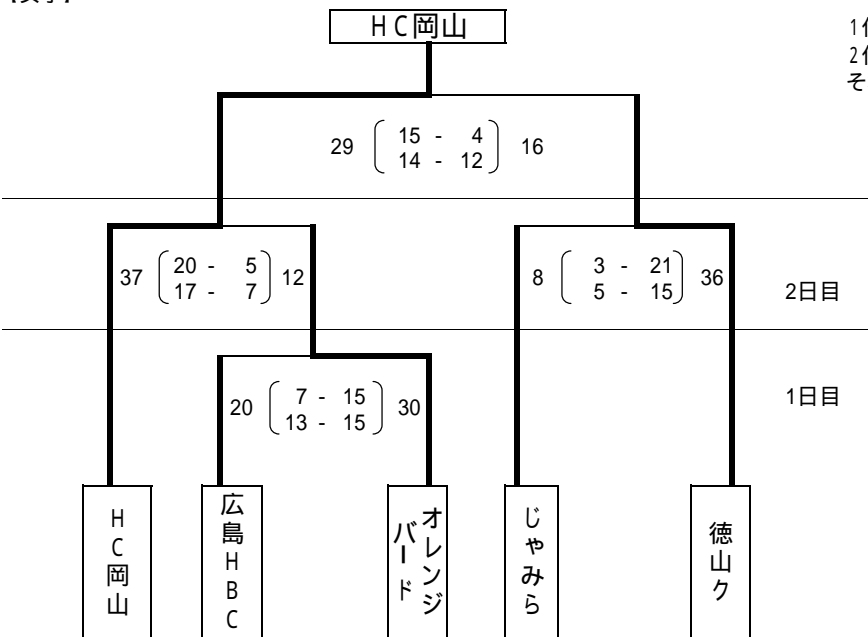 HC岡山
29 15 - 4 16
14 - 12
37 20 - 5 12
17 - 7
8 3 - 21 36
5 - 15
2日目
20 7 - 15 30
13 - 15
1日目
HC岡山
広島HBC
オレンジ
バード
じゃみら
徳山ク